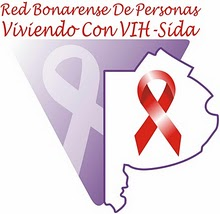 Red Bonarense De Personas
Viviendo Con VIH-Sida